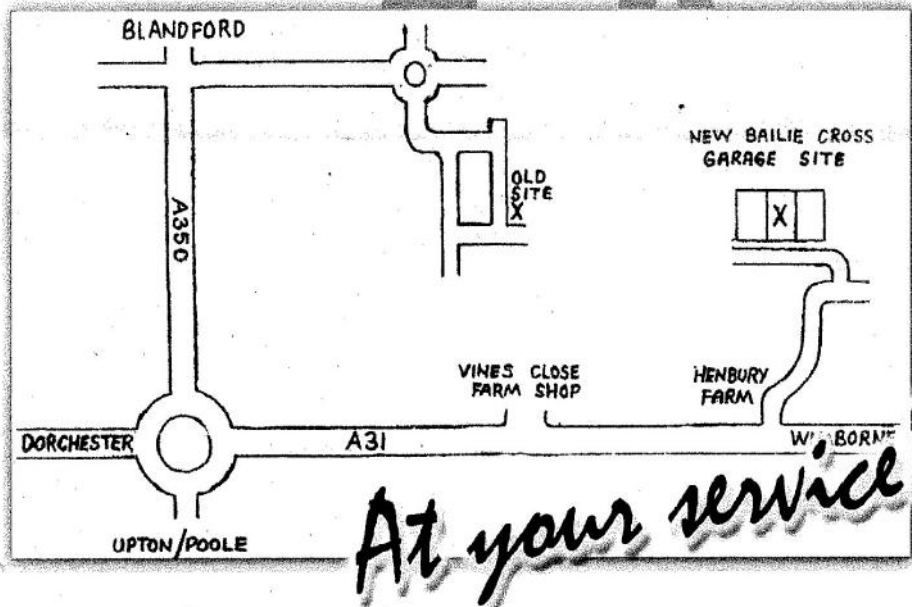 BLANDFORD
A350
OLD
SITE
X
NEW BAILIE CROSS
GARAGE SITE
X
VINES CLOSE
FARM SHOP
HENBURY
FARM
DORCHESTER
A31
UPTON/POOLE
At your service